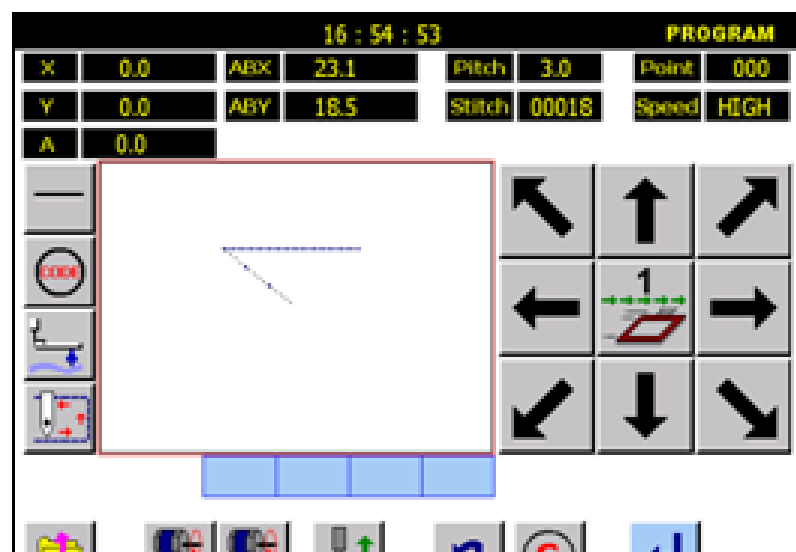 16 : 54 : 53 PROGRAM
X 0.0 ABX 23.1 Pitch 3.0 Point 000
Y 0.0 ABY 18.5 Stitch 00018 Speed HIGH
A 0.0
CODE
1
C